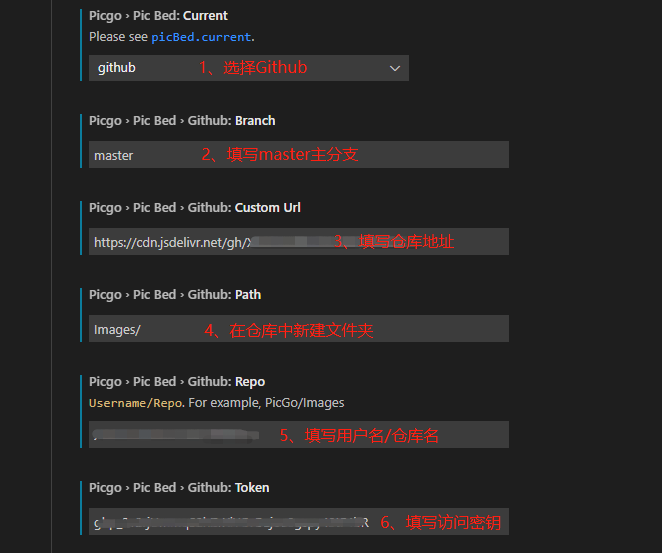 Picgo › Pic Bed: Current
Please see picBed.current.
github 1、选择Github
Picgo › Pic Bed › Github: Branch
master 2、填写master主分支
Picgo › Pic Bed › Github: Custom Url
https://cdn.jsdelivr.net/gh/ 3、填写仓库地址
Picgo › Pic Bed › Github: Path
Images/ 4、在仓库中新建文件夹
Picgo › Pic Bed › Github: Repo
Username/Repo. For example, PicGo/Images
5、填写用户名/仓库名
Picgo › Pic Bed › Github: Token
6、填写访问密钥